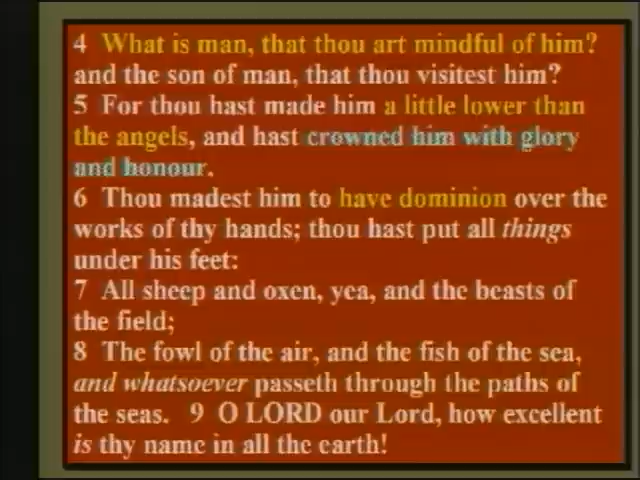 4 What is man, that thou art mindful of him?
and the son of man, that thou visitest him?
5 For thou hast made him a little lower than
the angels, and hast crowned him with glory
and honour.
6 Thou madest him to have dominion over the
works of thy hands; thou hast put all things
under his feet:
7 All sheep and oxen, yea, and the beasts of
the field;
8 The fowl of the air, and the fish of the sea,
and whatsoever passeth through the paths of
the seas. 9 O LORD our Lord, how excellent
is thy name in all the earth!